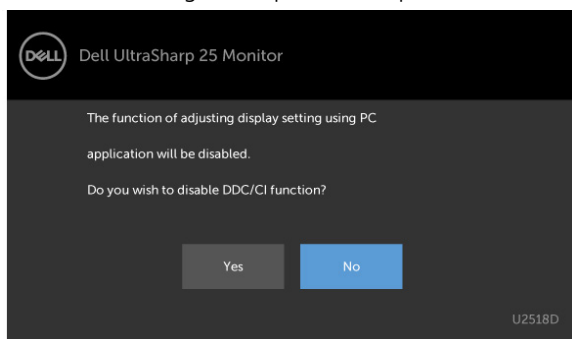 DELL
Dell UltraSharp 25 Monitor
The function of adjusting display setting using PC
application will be disabled.
Do you wish to disable DDC/CI function?
Yes No
U2518D